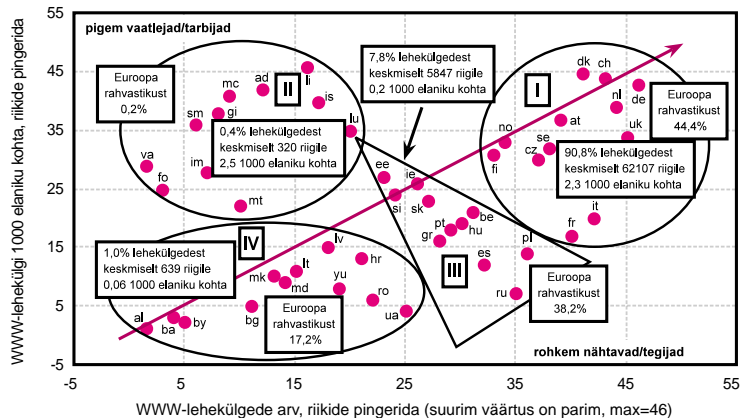 WWW-lehekülgi 1000 elaniku kohta, riikide pingerida
55
45
35
25
15
5
-5
pigem vaatlejad/tarbijad
Euroopa
rahvastikust
0,2%
II
0,4% lehekülgedest
keskmiselt 320 riigile
2,5 1000 elaniku kohta
7,8% lehekülgedest
keskmiselt 5847 riigile
0,2 1000 elaniku kohta
I
Euroopa
rahvastikust
44,4%
90,8% lehekülgedest
keskmiselt 62107 riigile
2,3 1000 elaniku kohta
IV
1,0% lehekülgedest
keskmiselt 639 riigile
0,06 1000 elaniku kohta
Euroopa
rahvastikust
17,2%
III
Euroopa
rahvastikust
38,2%
rohkem nähtavad/tegijad
li
ad
mc
is
gi
sm
lu
va
im
fo
mt
dk
ch
nl
de
at
uk
no
se
fi
cz
it
fr
ee
ie
si
sk
be
pt
hu
gr
es
pl
ru
lv
hr
lt
mk
md
yu
ro
bg
ua
al
ba
by
-5
5
15
25
35
45
55
WWW-lehekülgede arv, riikide pingerida (suurim väärtus on parim, max=46)